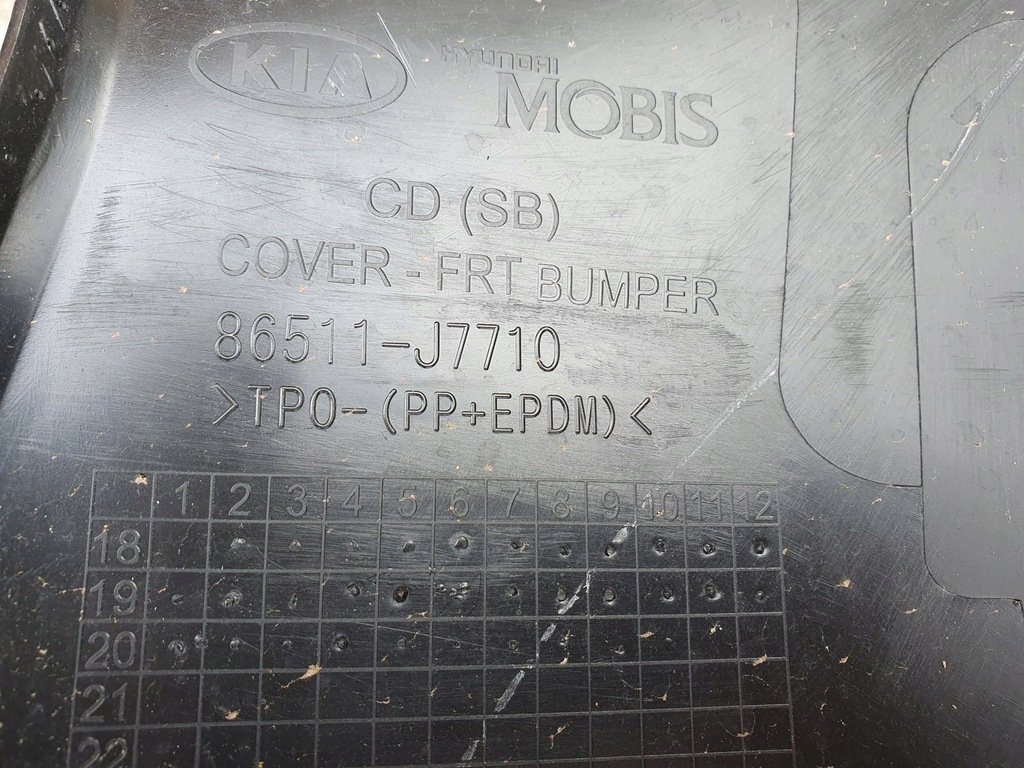 KIA HYUNDAI MOBIS
CD (SB)
COVER - FRT BUMPER
86511-J7710
>TPO-(PP+EPDM)<
1 2 3 4 5 6 7 8 9 10 11 12
18
19
20
21
22